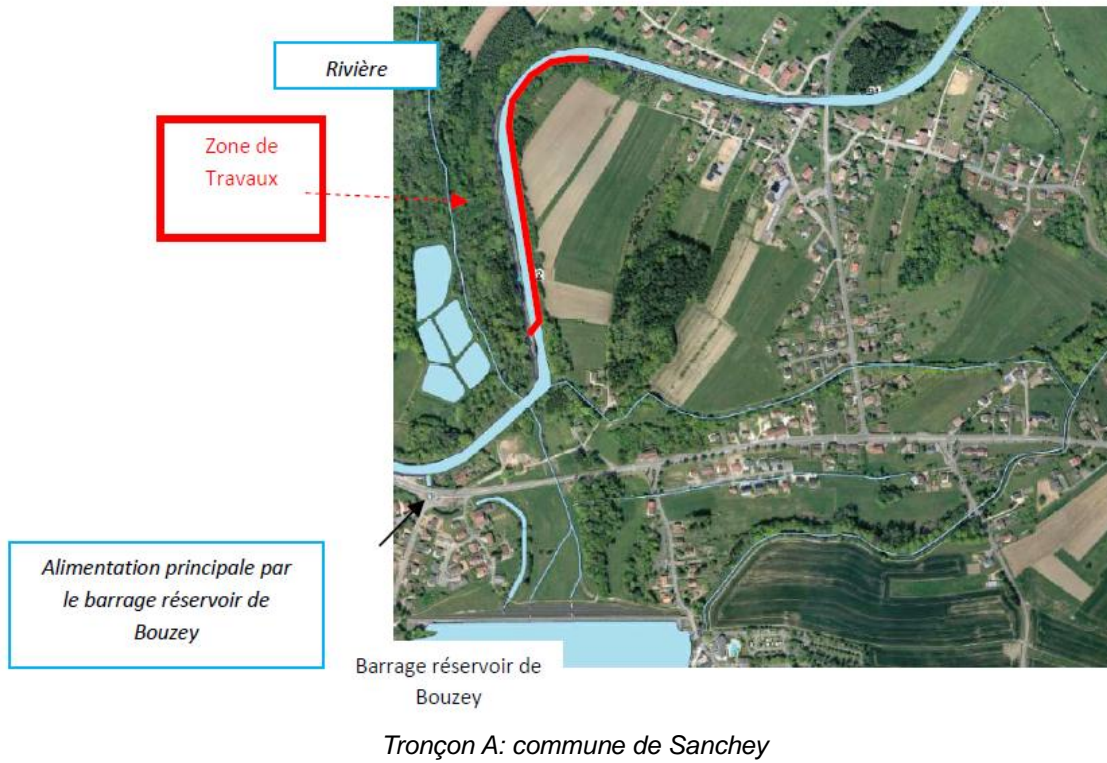 Rivière
Zone de
Travaux
Alimentation principale par
le barrage réservoir de
Bouzey
Barrage réservoir de
Bouzey
Tronçon A: commune de Sanchey